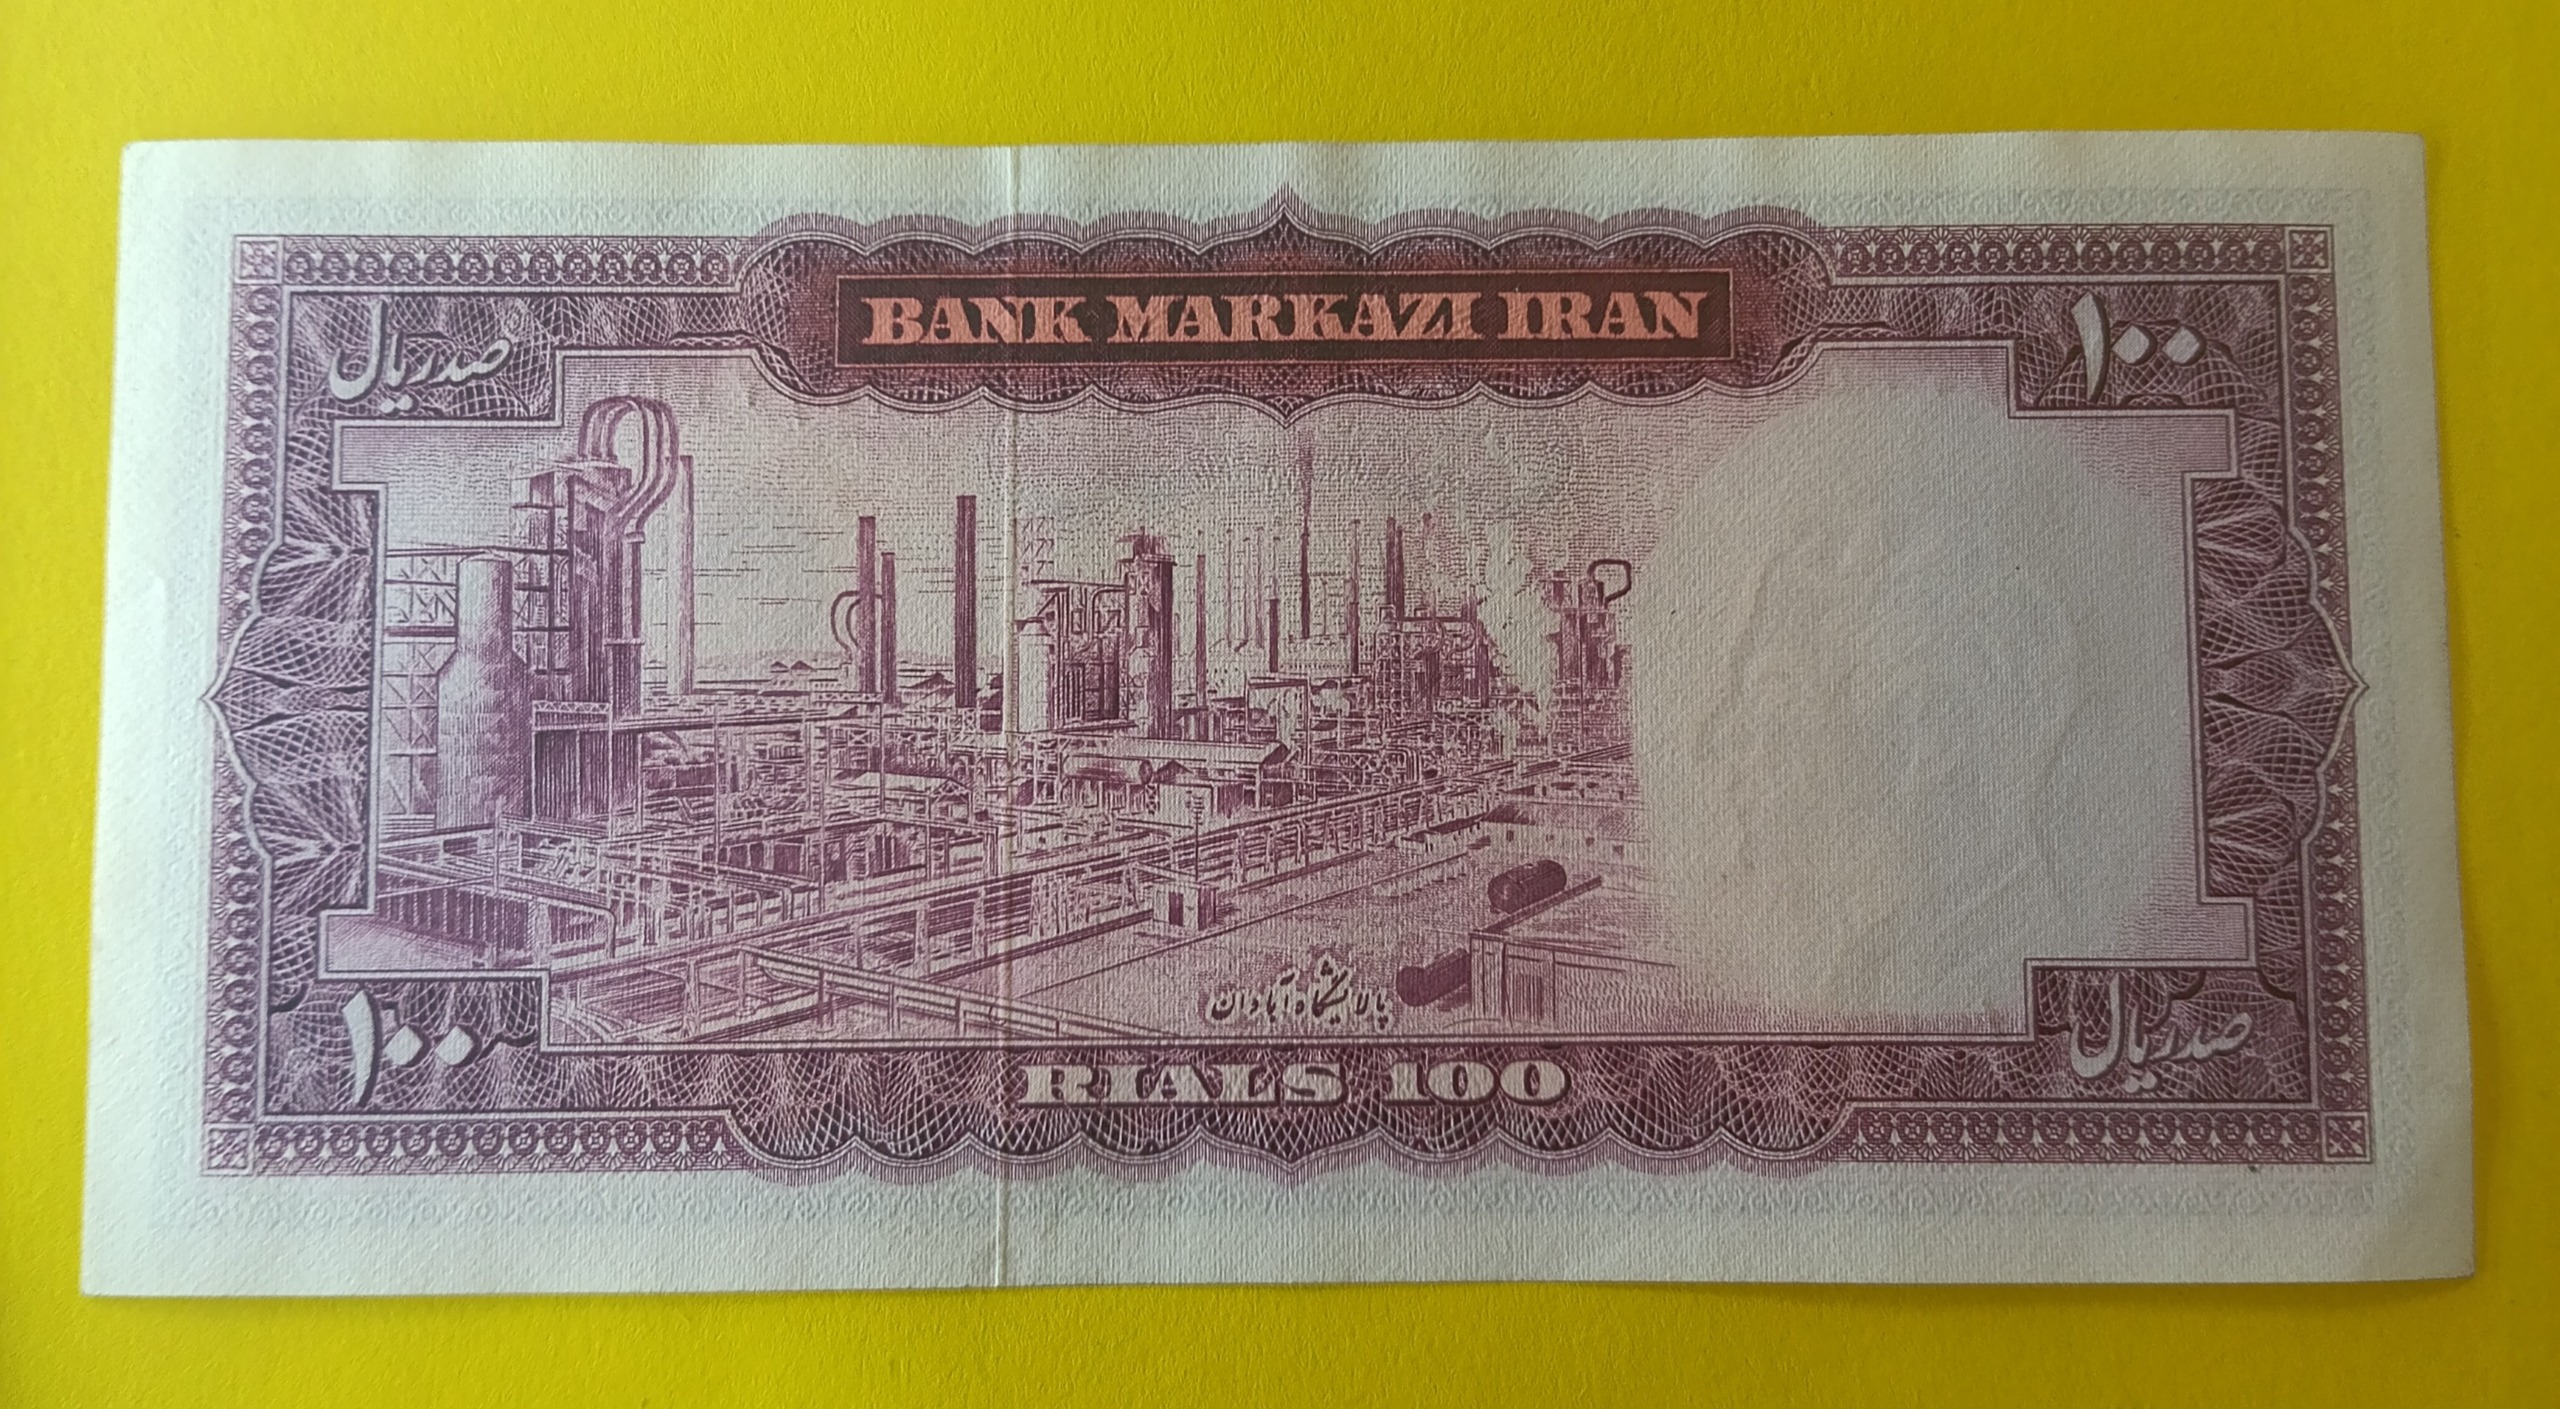 BANK MARKAZI IRAN
صد ریال
۱۰۰
پالایشگاه آبادان
۱۰۰
RIALS 100
صد ریال